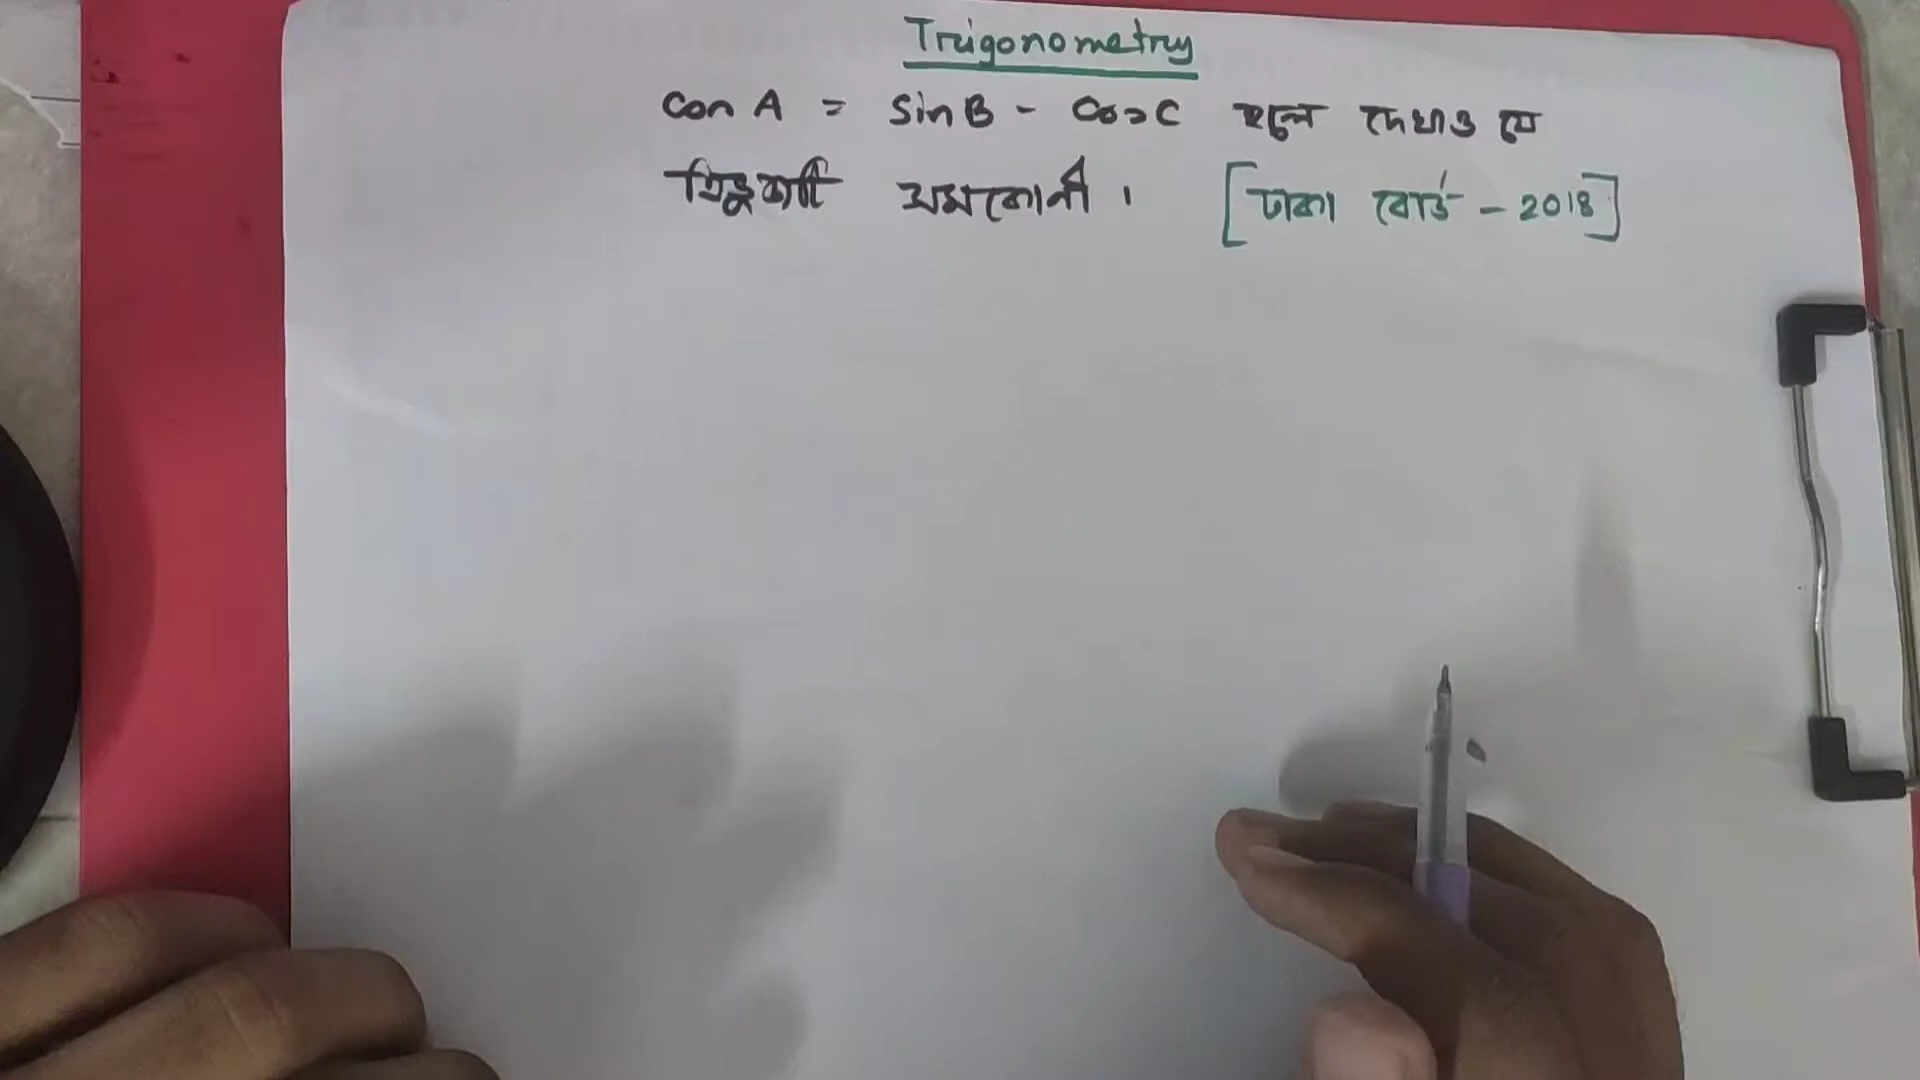 Trigonometry
cos A = sin B - cos C হলে দেখাও যে
ত্রিভুজটি সমকোণী । [ঢাকা বোর্ড - 2018]